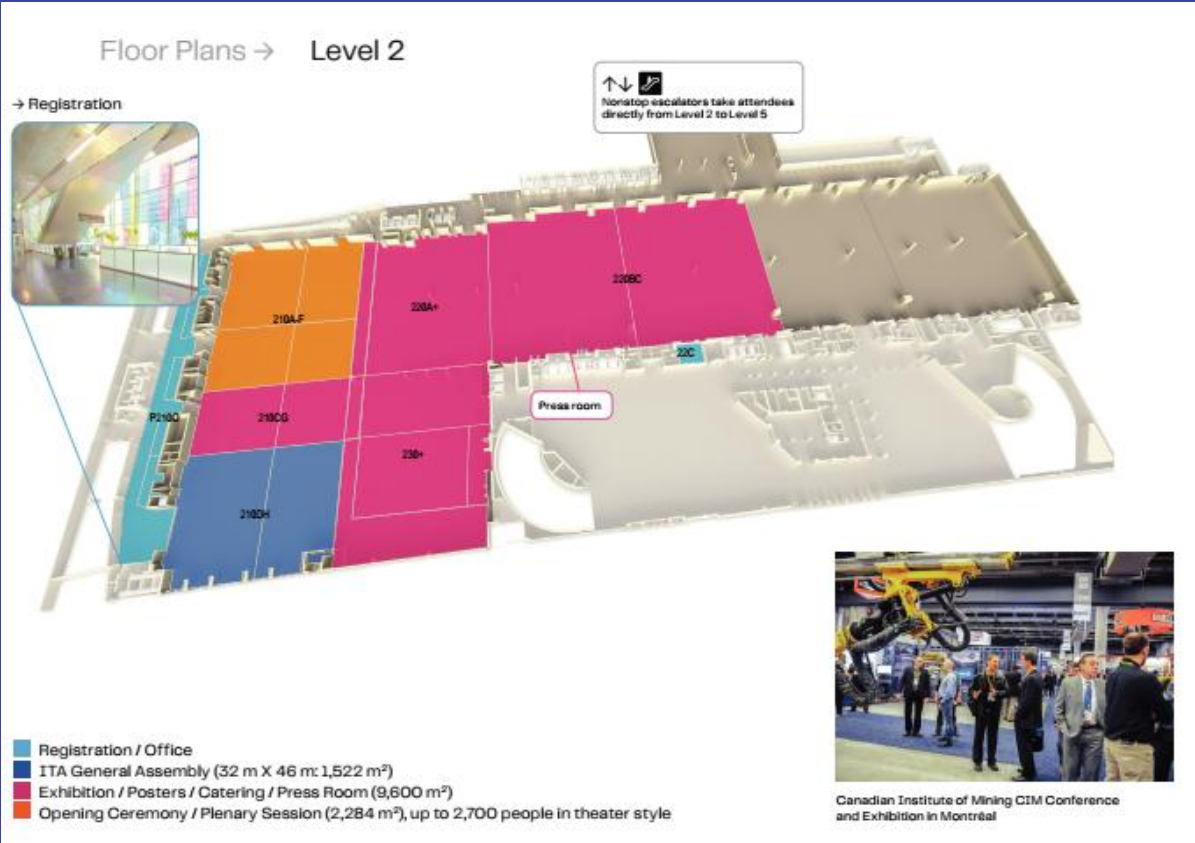 Floor Plans → Level 2
→ Registration
↑↓
Nonstop escalators take attendees
directly from Level 2 to Level 5
220BC
220A+
210A-F
22C
Press room
P210O
210CG
230+
210DH
Registration / Office
ITA General Assembly (32 m X 46 m: 1,522 m²)
Exhibition / Posters / Catering / Press Room (9,600 m²)
Opening Ceremony / Plenary Session (2,284 m²), up to 2,700 people in theater style
Canadian Institute of Mining CIM Conference
and Exhibition in Montréal